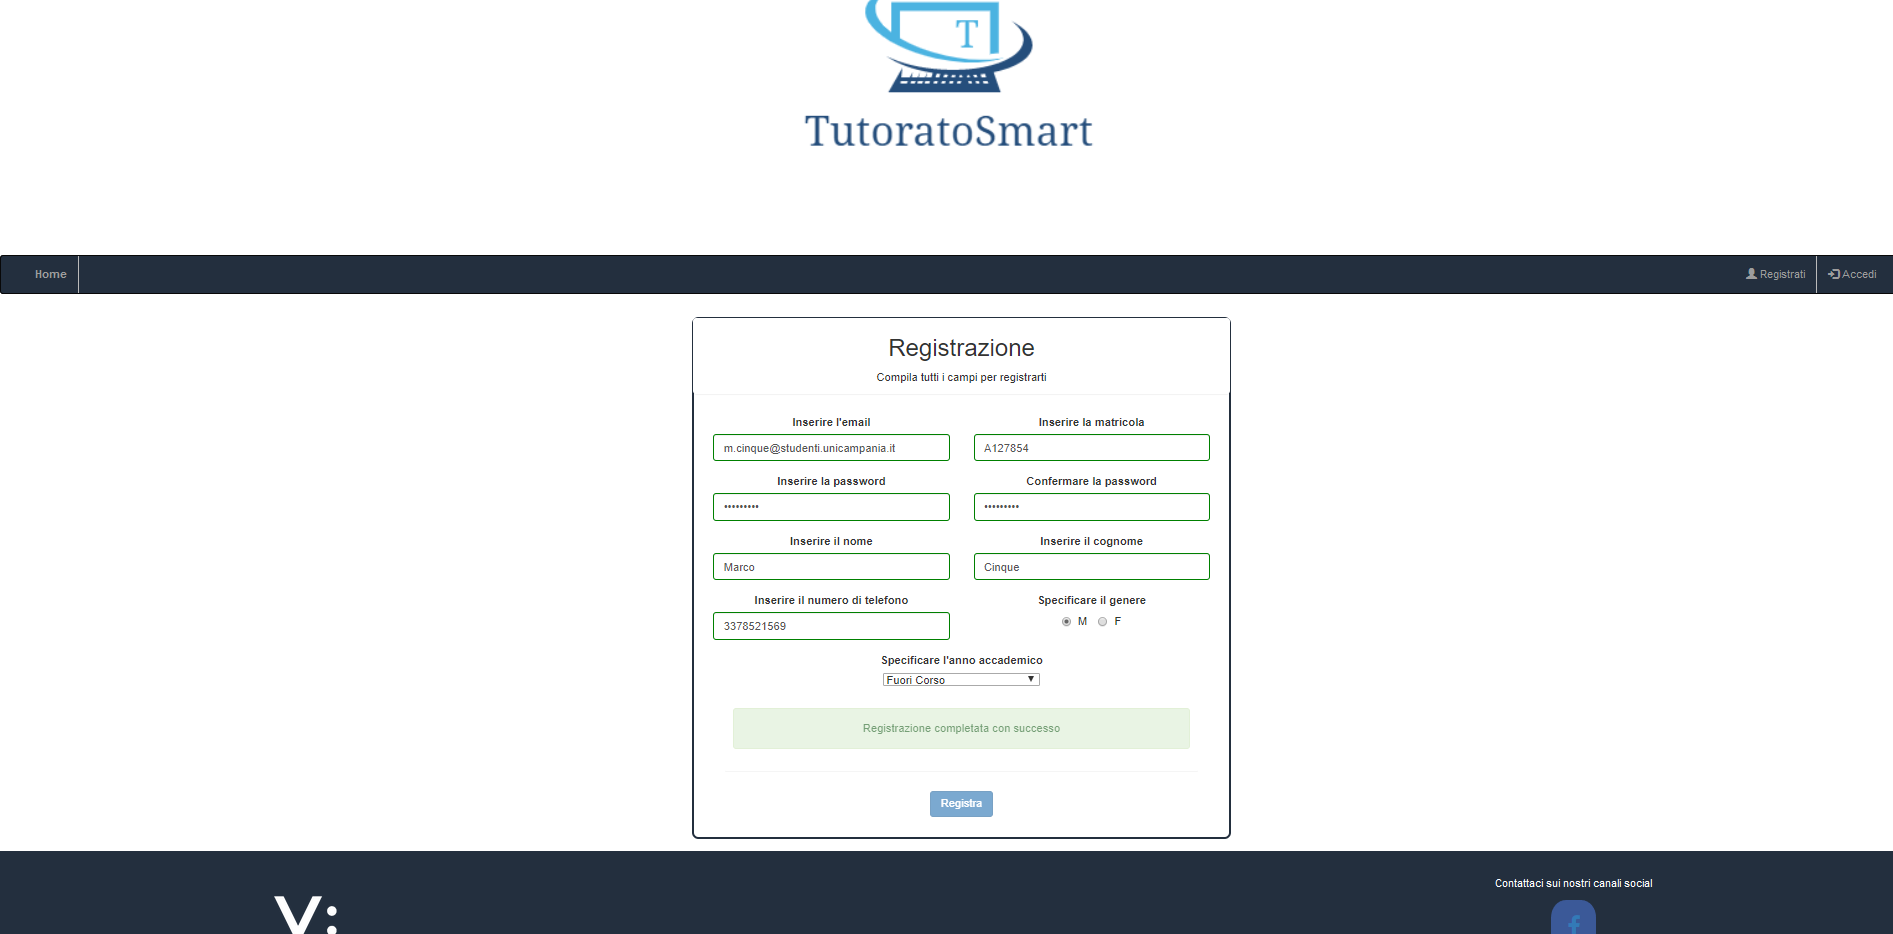 T
TutoratoSmart
Home
Registrati
Accedi
Registrazione
Compila tutti i campi per registrarti
Inserire l'email
Inserire la matricola
m.cinque@studenti.unicampania.it
A127854
Inserire la password
Confermare la password
•••••••••
•••••••••
Inserire il nome
Inserire il cognome
Marco
Cinque
Inserire il numero di telefono
Specificare il genere
3378521569
M F
Specificare l'anno accademico
Fuori Corso
Registrazione completata con successo
Registra
Contattaci sui nostri canali social
V:
f